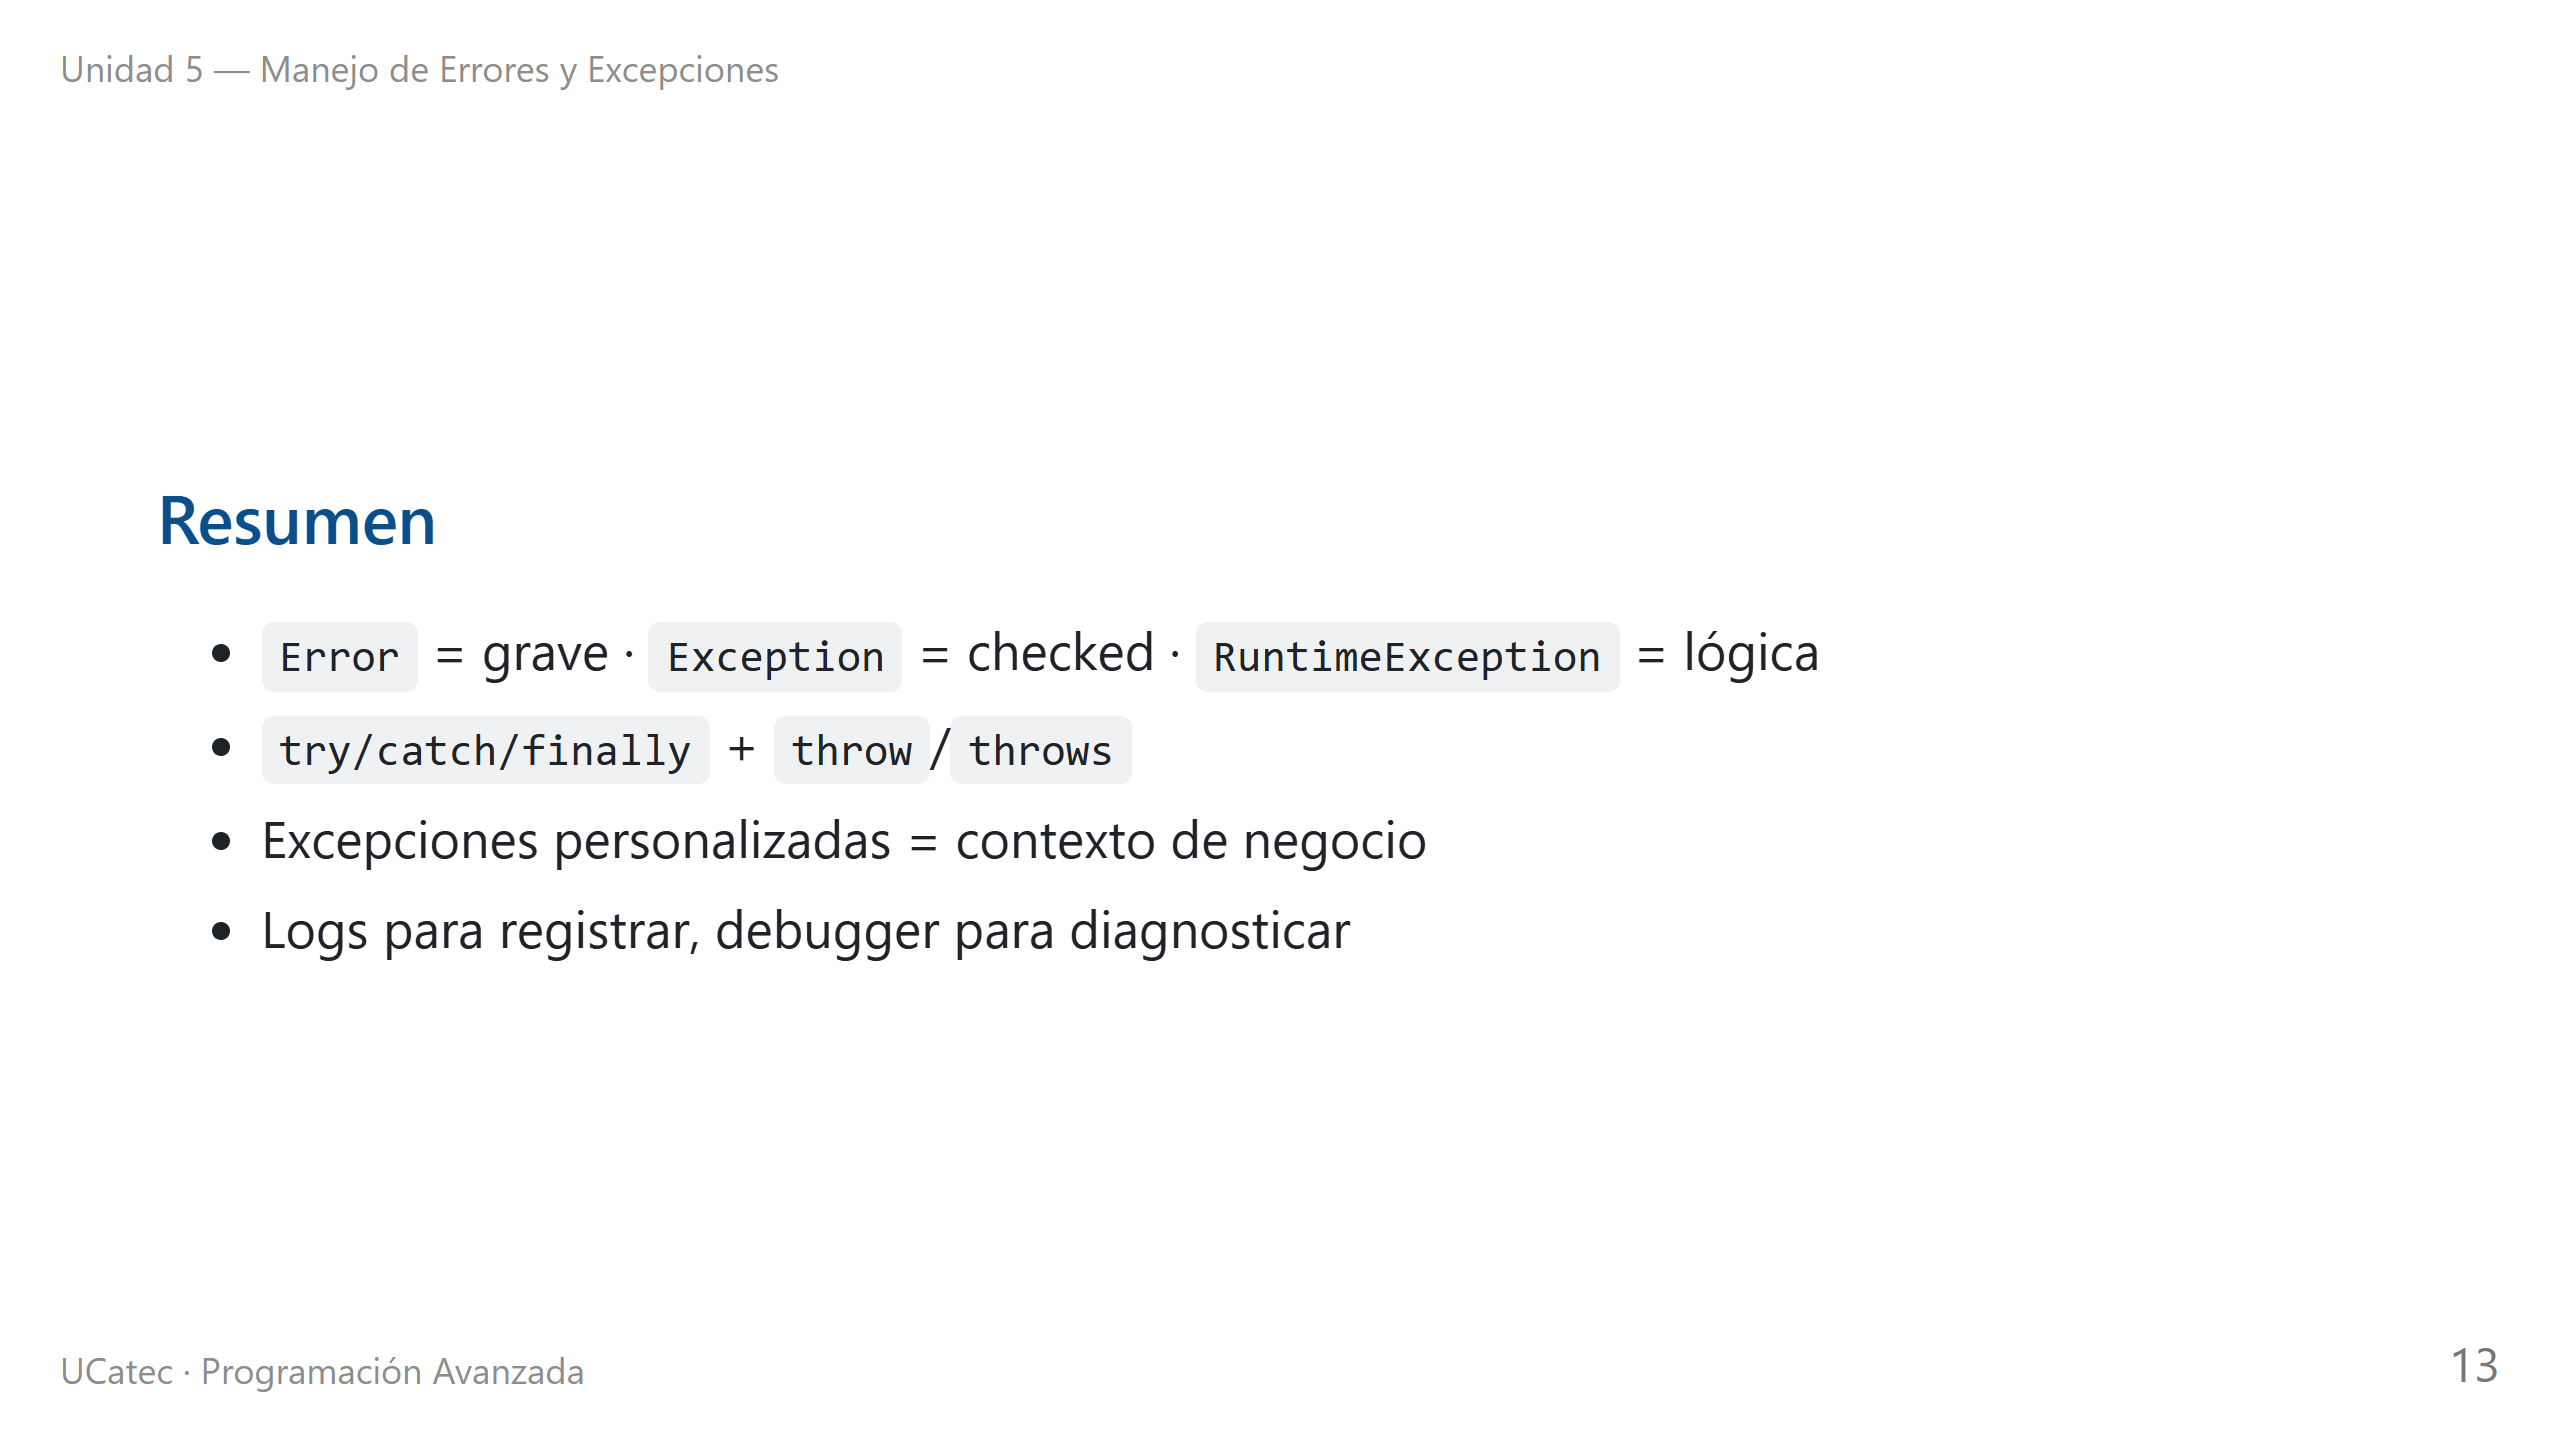 Unidad 5 — Manejo de Errores y Excepciones
Resumen
• Error = grave · Exception = checked · RuntimeException = lógica
• try/catch/finally + throw/throws
• Excepciones personalizadas = contexto de negocio
• Logs para registrar, debugger para diagnosticar
UCatec · Programación Avanzada
13